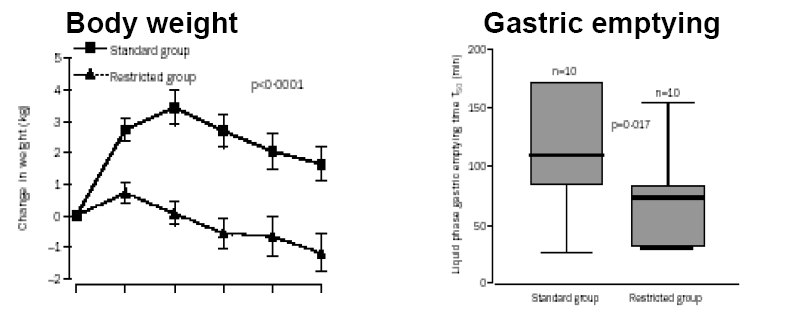 Body weight
Standard group
Restricted group
p<0·0001
Change in weight (kg)
5
4
3
2
1
0
–1
–2
Gastric emptying
Liquid phase gastric emptying time T50 (min)
200
150
100
50
0
n=10
n=10
p=0·017
Standard group
Restricted group